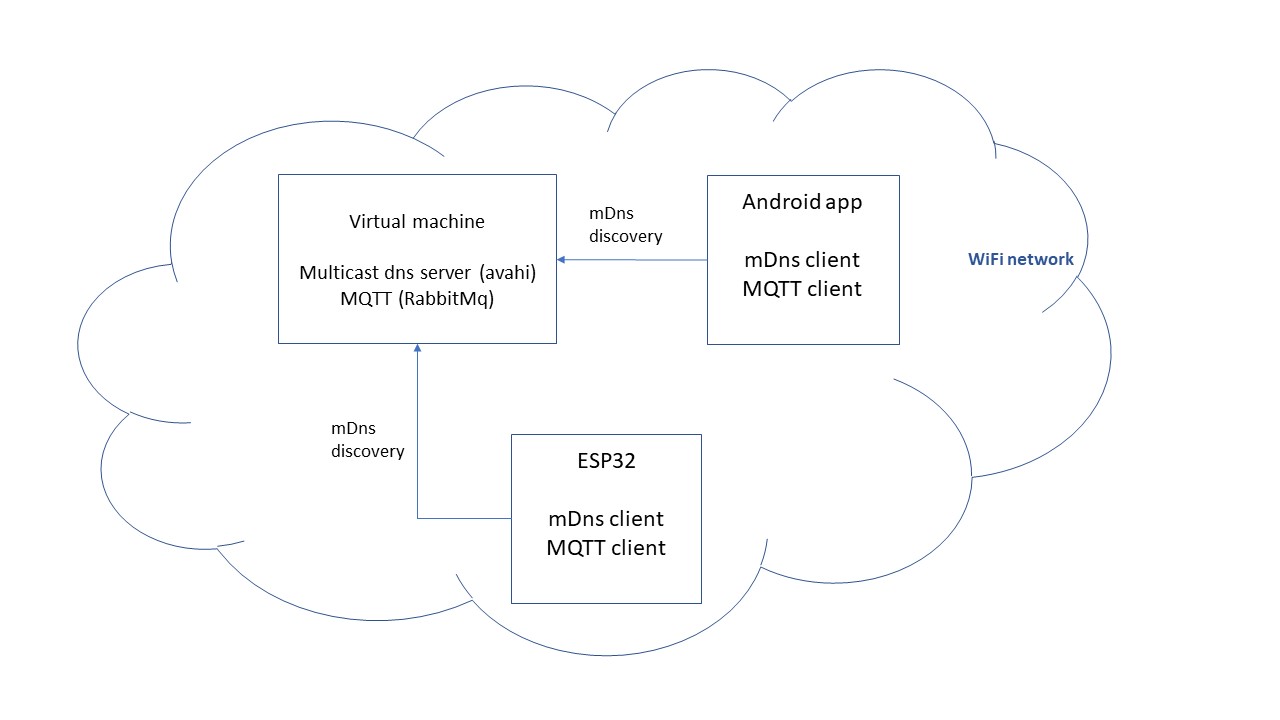 Virtual machine
Multicast dns server (avahi)
MQTT (RabbitMq)
mDns
discovery
Android app
mDns client
MQTT client
WiFi network
mDns
discovery
ESP32
mDns client
MQTT client